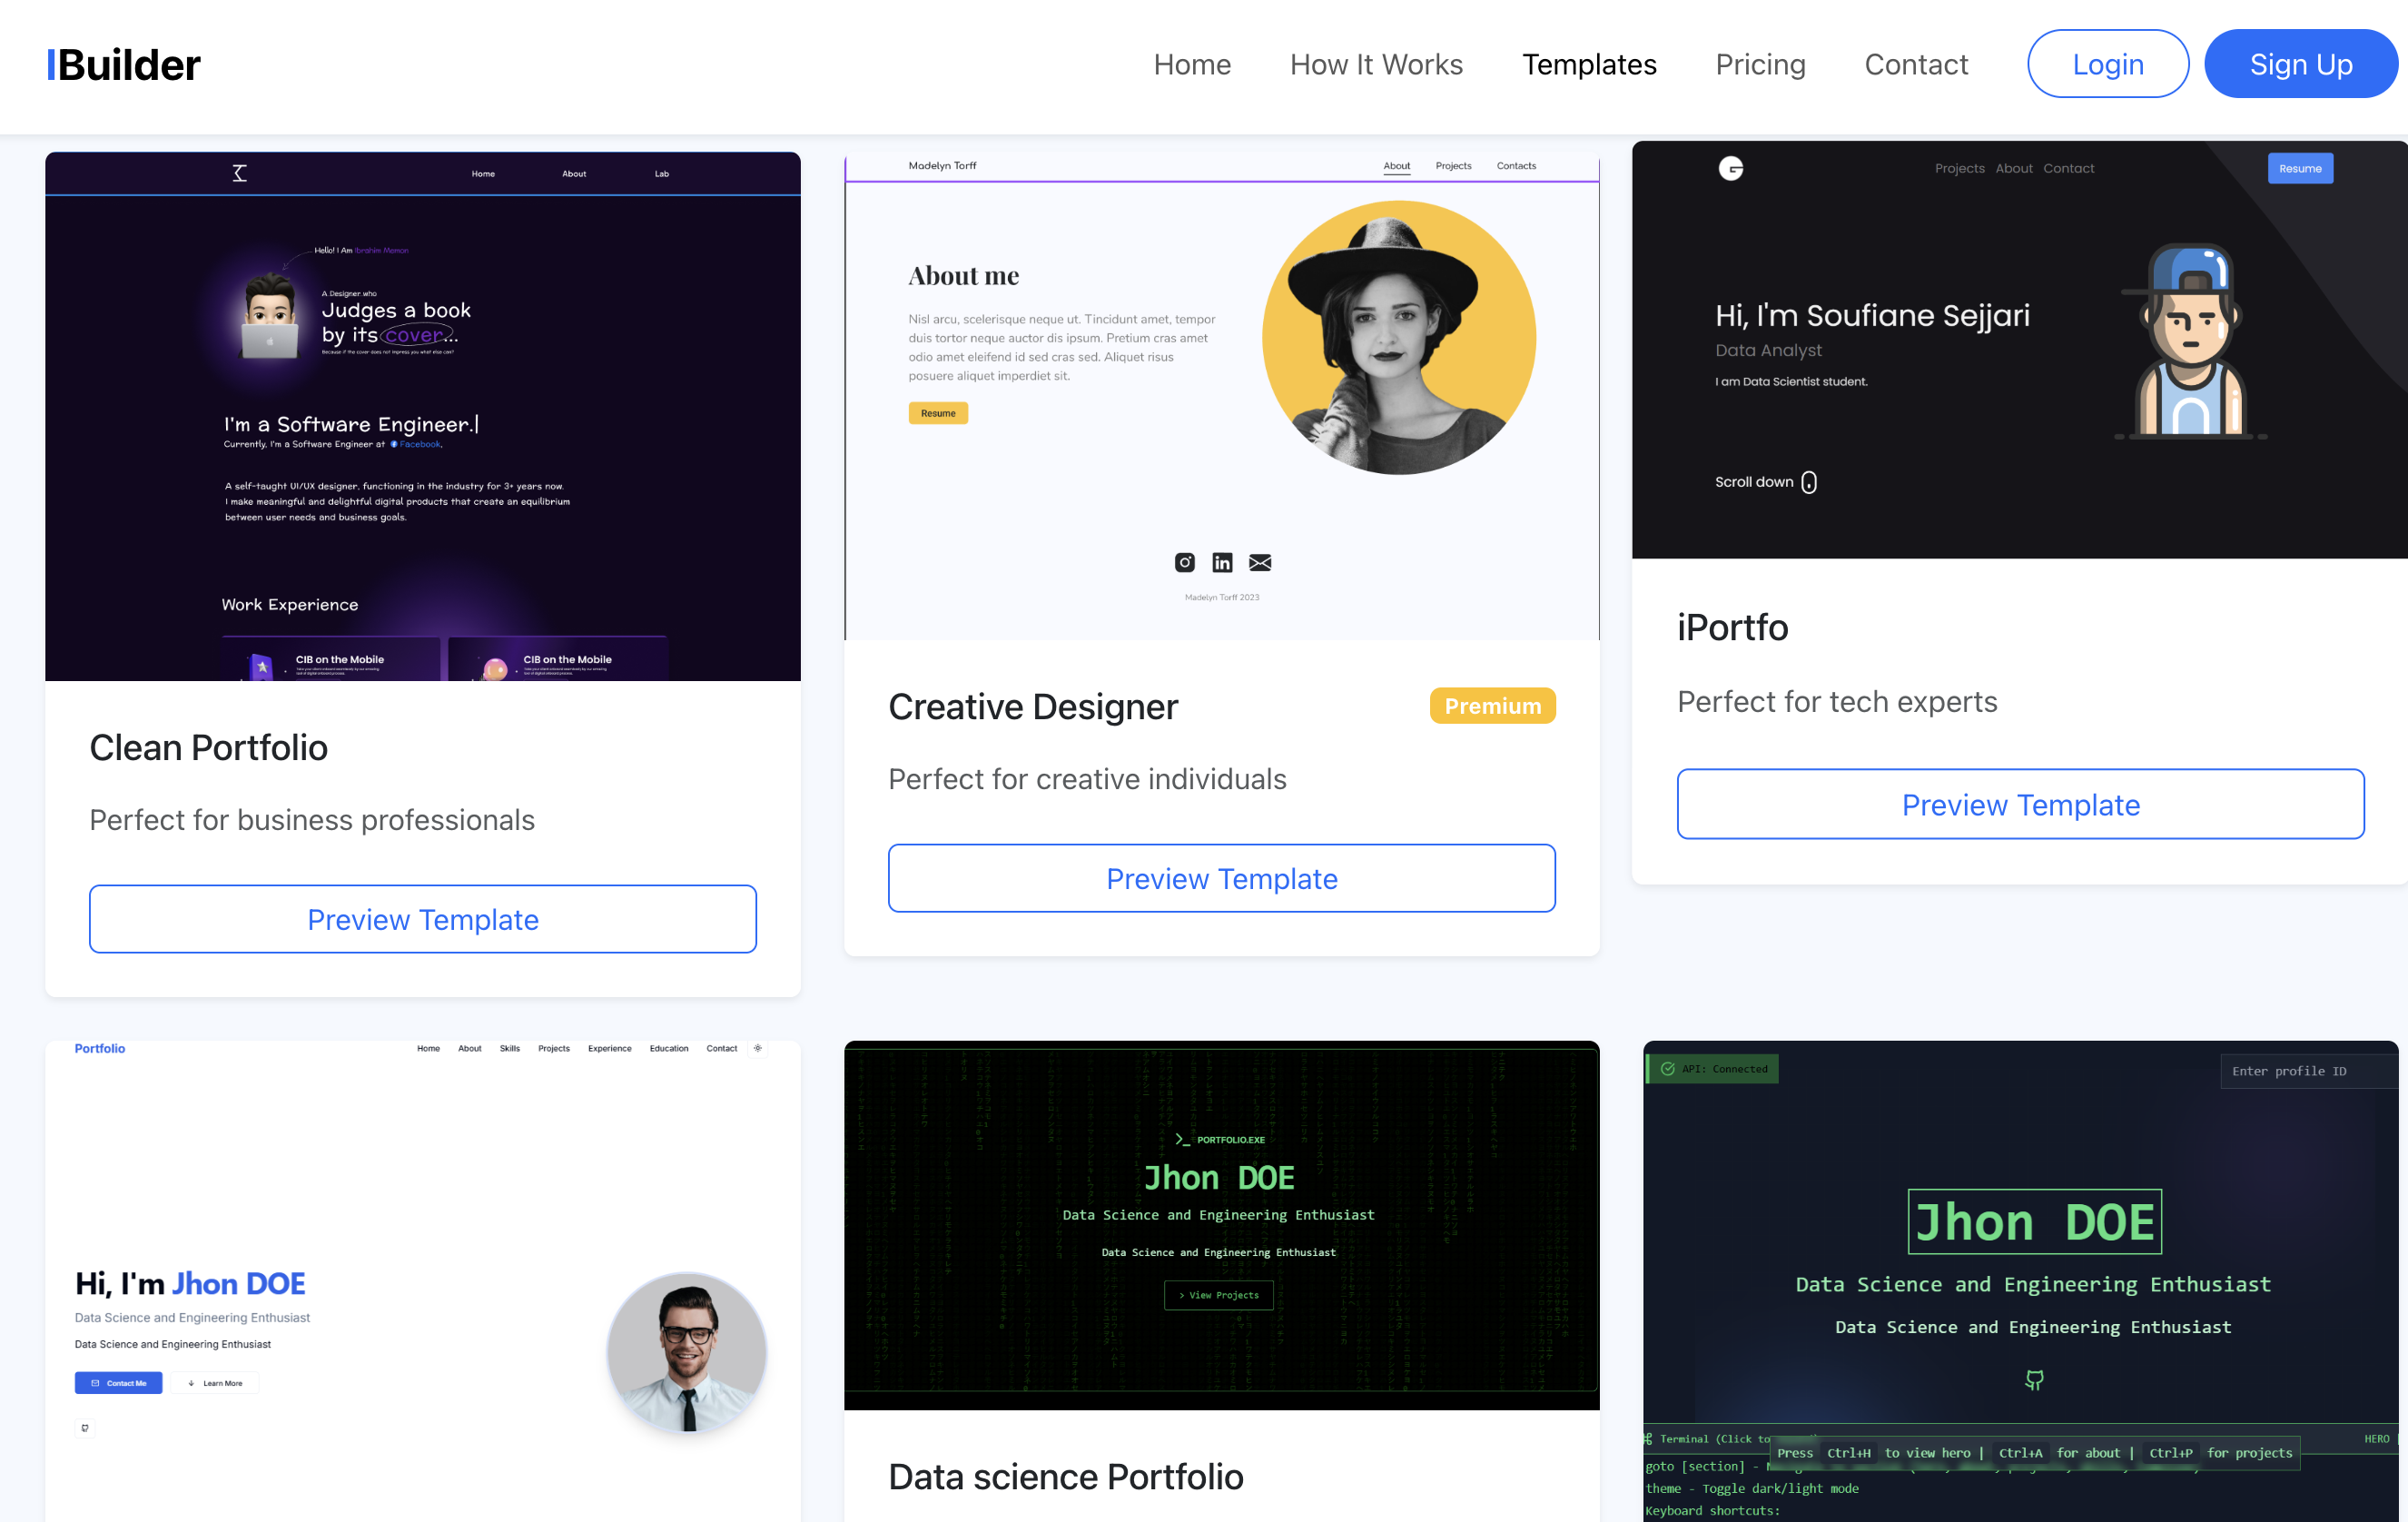 IBuilder
Home How It Works Templates Pricing Contact Login Sign Up
Home About Lab
Hello! I Am Ibrahim Memon
A Designer who
Judges a book
by its cover...
Because if the cover does not impress you what else can?
I'm a Software Engineer.|
Currently, I'm a Software Engineer at Facebook.
A self-taught UI/UX designer, functioning in the industry for 3+ years now.
I make meaningful and delightful digital products that create an equilibrium
between user needs and business goals.
Work Experience
CIB on the Mobile CIB on the Mobile
Clean Portfolio
Perfect for business professionals
Preview Template
Madelyn Torff About Projects Contacts
About me
Nisl arcu, scelerisque neque ut. Tincidunt amet, tempor
duis tortor neque auctor dis ipsum. Pretium cras amet
odio amet eleifend id sed cras sed. Aliquet risus
posuere aliquet imperdiet sit.
Resume
Madelyn Torff 2023
Creative Designer Premium
Perfect for creative individuals
Preview Template
Projects About Contact Resume
Hi, I'm Soufiane Sejjari
Data Analyst
I am Data Scientist student.
Scroll down
iPortfo
Perfect for tech experts
Preview Template
Portfolio Home About Skills Projects Experience Education Contact
Hi, I'm Jhon DOE
Data Science and Engineering Enthusiast
Data Science and Engineering Enthusiast
Contact Me Learn More
>_ PORTFOLIO.EXE
Jhon DOE
Data Science and Engineering Enthusiast
Data Science and Engineering Enthusiast
> View Projects
Data science Portfolio
API: Connected Enter profile ID
Jhon DOE
Data Science and Engineering Enthusiast
Data Science and Engineering Enthusiast
Terminal (Click to HERO
Press Ctrl+H to view hero | Ctrl+A for about | Ctrl+P for projects
goto [section] -
theme - Toggle dark/light mode
Keyboard shortcuts: